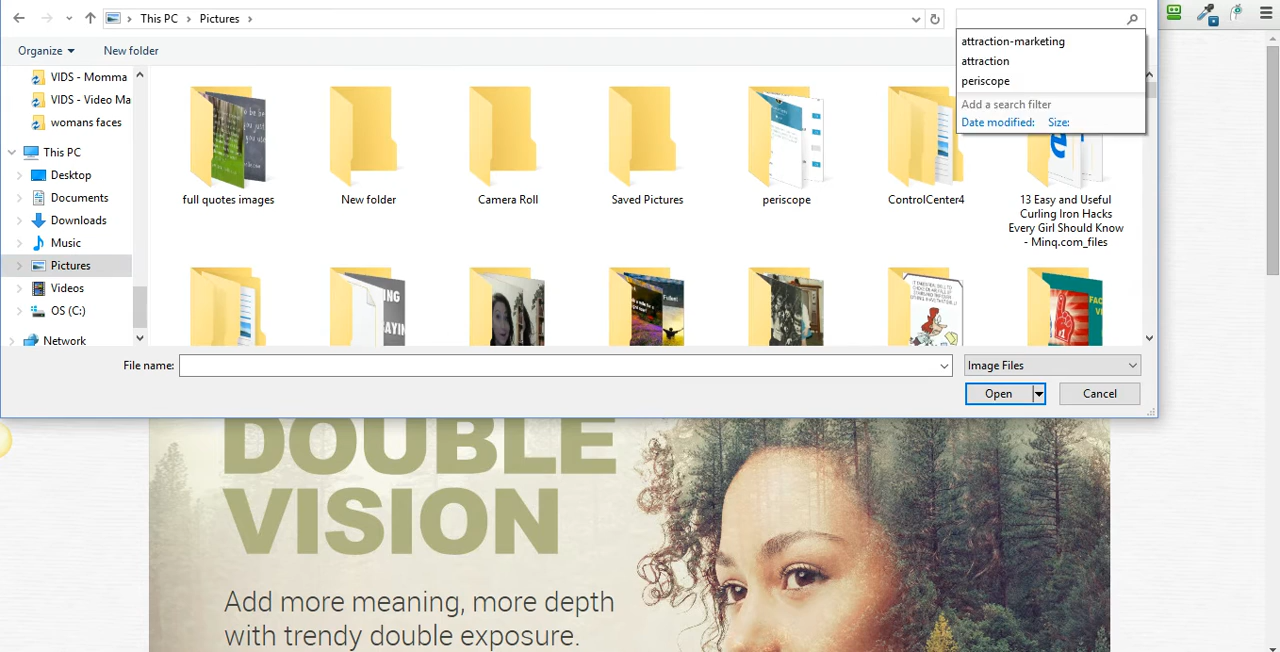 This PC
Pictures
Organize
New folder
attraction-marketing
attraction
periscope
Add a search filter
Date modified:
Size:
VIDS - Momma
VIDS - Video Ma
womans faces
This PC
Desktop
Documents
Downloads
Music
Pictures
Videos
OS (C:)
Network
full quotes images
New folder
Camera Roll
Saved Pictures
periscope
ControlCenter4
13 Easy and Useful
Curling Iron Hacks
Every Girl Should Know
- Minq.com_files
File name:
Image Files
Open
Cancel
DOUBLE
VISION
Add more meaning, more depth
with trendy double exposure.